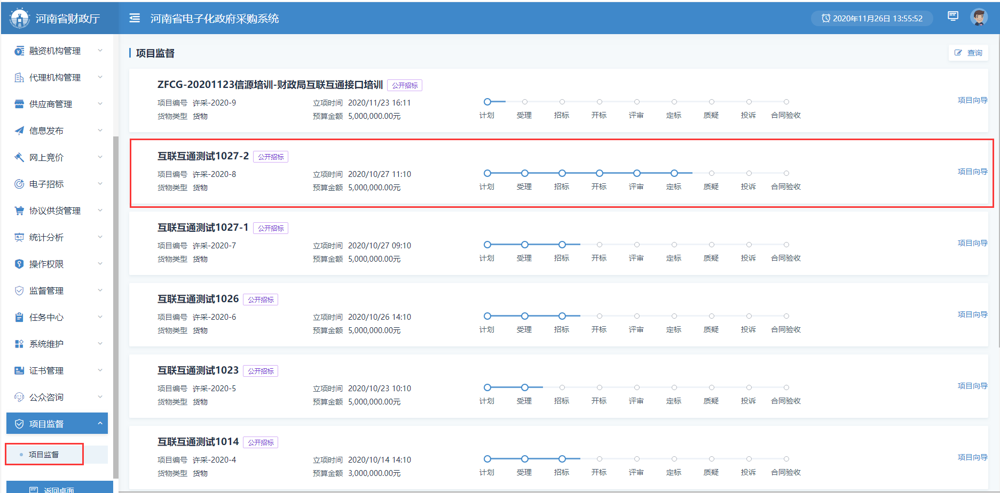 河南省财政厅
河南省电子化政府采购系统
2020年11月26日 13:55:52
融资机构管理
代理机构管理
供应商管理
信息发布
网上竞价
电子招标
协议供货管理
统计分析
操作权限
监督管理
任务中心
系统维护
证书管理
公众咨询
项目监督
项目监督
返回桌面
项目监督
查询
ZFCG-20201123信源培训-财政局互联互通接口培训 公开招标
项目编号 许采-2020-9 立项时间 2020/11/23 16:11
货物类型 货物 预算金额 5,000,000.00元
计划 受理 招标 开标 评审 定标 质疑 投诉 合同验收
项目向导
互联互通测试1027-2 公开招标
项目编号 许采-2020-8 立项时间 2020/10/27 11:10
货物类型 货物 预算金额 5,000,000.00元
计划 受理 招标 开标 评审 定标 质疑 投诉 合同验收
项目向导
互联互通测试1027-1 公开招标
项目编号 许采-2020-7 立项时间 2020/10/27 09:10
货物类型 货物 预算金额 5,000,000.00元
计划 受理 招标 开标 评审 定标 质疑 投诉 合同验收
项目向导
互联互通测试1026 公开招标
项目编号 许采-2020-6 立项时间 2020/10/26 14:10
货物类型 货物 预算金额 5,000,000.00元
计划 受理 招标 开标 评审 定标 质疑 投诉 合同验收
项目向导
互联互通测试1023 公开招标
项目编号 许采-2020-5 立项时间 2020/10/23 10:10
货物类型 货物 预算金额 5,000,000.00元
计划 受理 招标 开标 评审 定标 质疑 投诉 合同验收
项目向导
互联互通测试1014 公开招标
项目编号 许采-2020-4 立项时间 2020/10/14 14:10
货物类型 货物 预算金额 3,000,000.00元
计划 受理 招标 开标 评审 定标 质疑 投诉 合同验收
项目向导